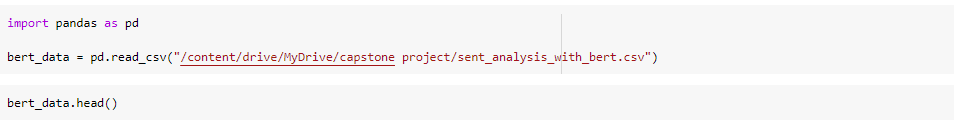 import pandas as pd
bert_data = pd.read_csv("/content/drive/MyDrive/capstone project/sent_analysis_with_bert.csv")
bert_data.head()